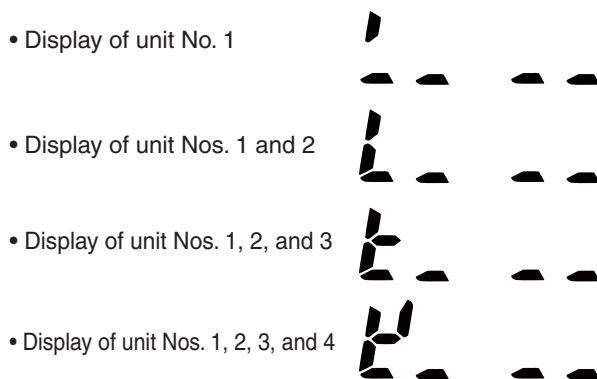 • Display of unit No. 1
• Display of unit Nos. 1 and 2
• Display of unit Nos. 1, 2, and 3
• Display of unit Nos. 1, 2, 3, and 4